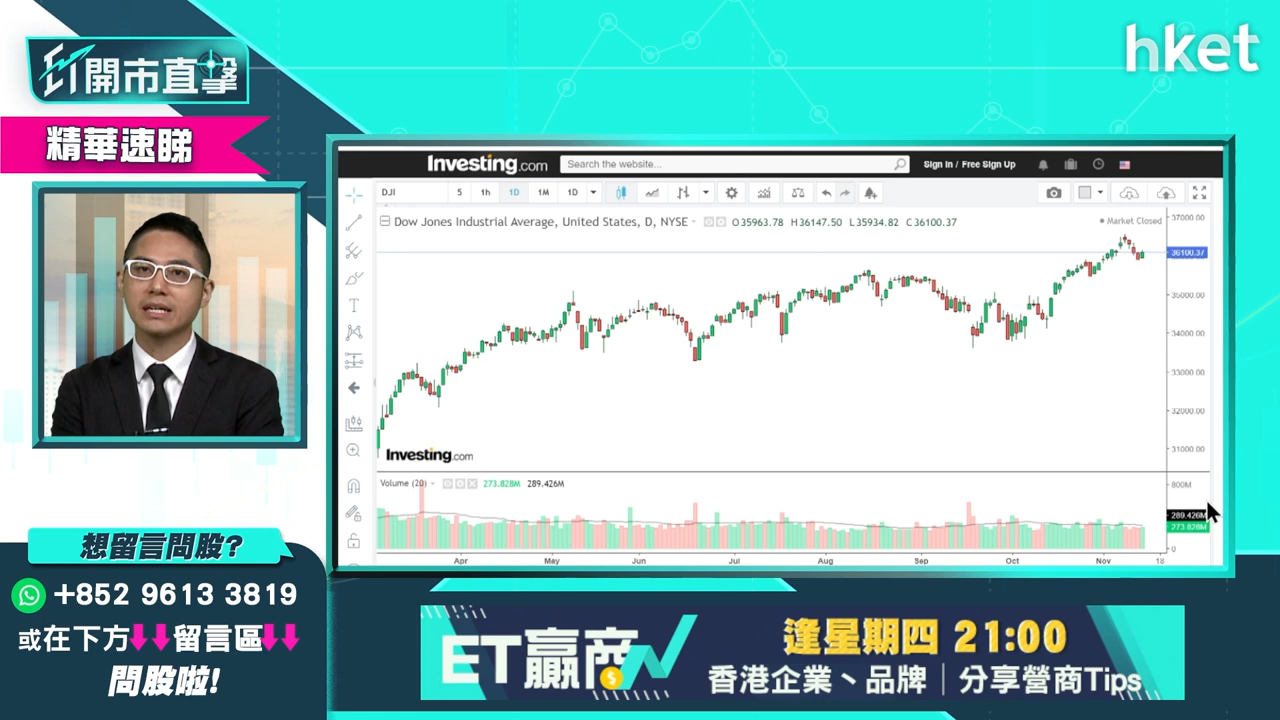 ET開市直擊
hket
精華速睇
Investing.com
Search the website...
Sign In / Free Sign Up
DJI
5
1h
1D
1M
1D
Dow Jones Industrial Average, United States, D, NYSE
O35963.78 H36147.50 L35934.82 C36100.37
Market Closed
37000.00
36100.37
35000.00
34000.00
33000.00
32000.00
31000.00
Investing.com
Volume (20)
273.828M 289.426M
800M
289.426M
273.828M
0
Apr May Jun Jul Aug Sep Oct Nov 18
想留言問股?
+852 9613 3819
或在下方留言區
問股啦!
ET贏商
逢星期四 21:00
香港企業、品牌｜分享營商Tips